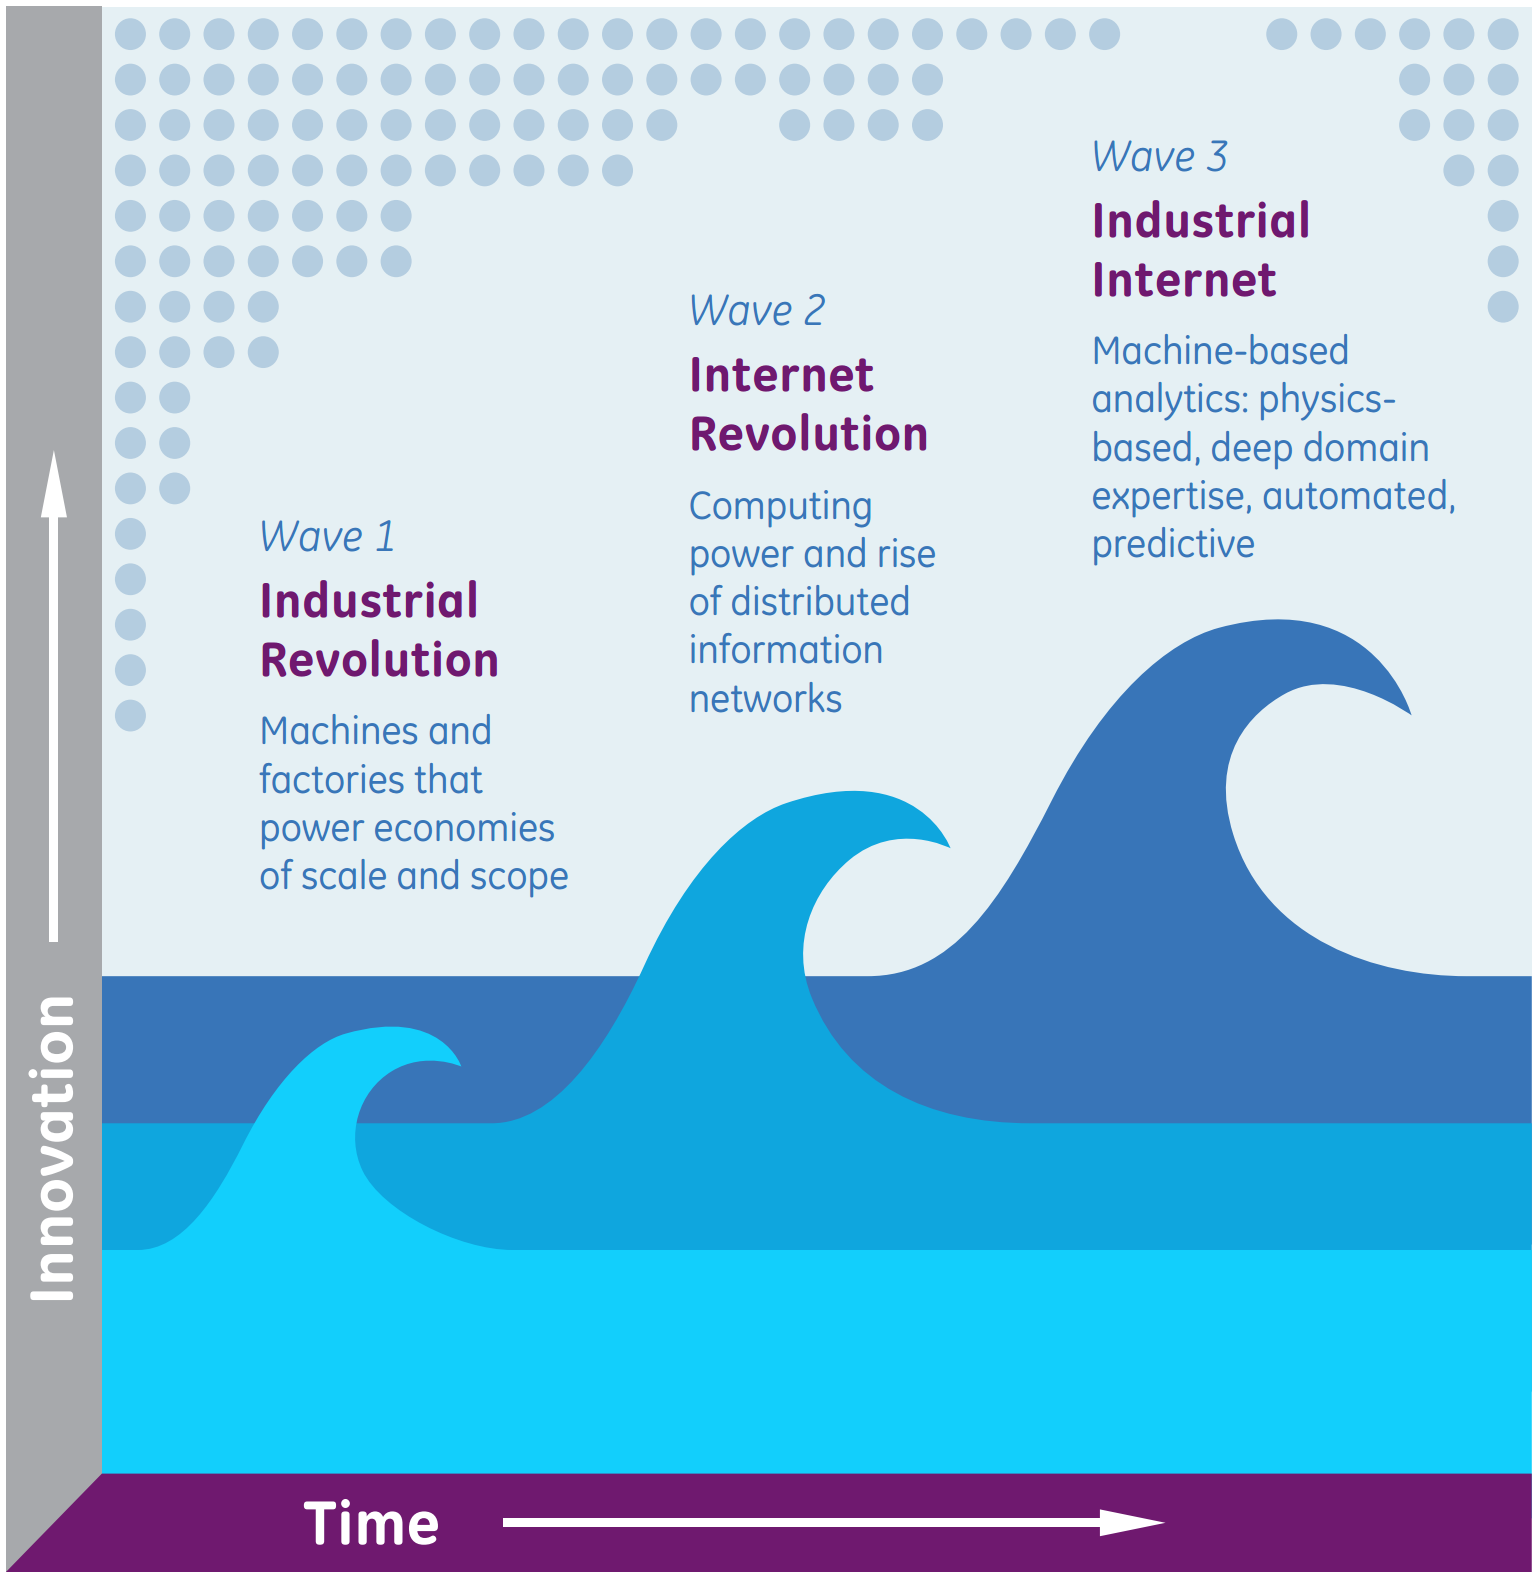 Wave 1
Industrial
Revolution
Machines and
factories that
power economies
of scale and scope
Wave 2
Internet
Revolution
Computing
power and rise
of distributed
information
networks
Wave 3
Industrial
Internet
Machine-based
analytics: physics-
based, deep domain
expertise, automated,
predictive
Innovation
Time